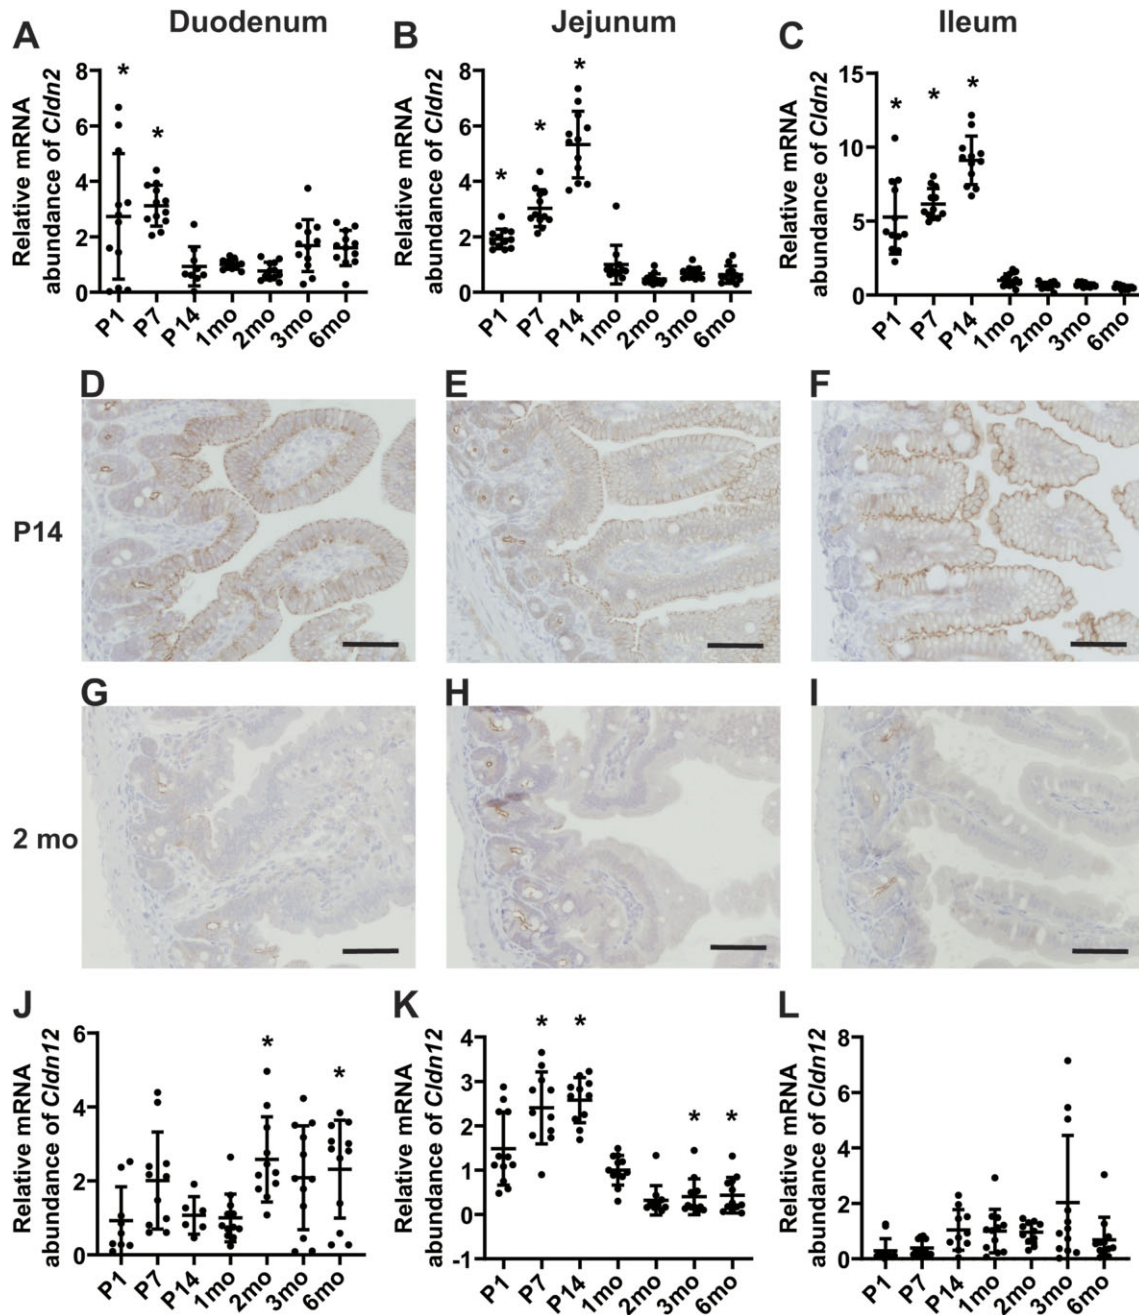 Duodenum Jejunum Ileum
A B C
Relative mRNA
abundance of Cldn2
8
6
4
2
0
* *
P1 P7 P14 1mo 2mo 3mo 6mo
Relative mRNA
abundance of Cldn2
8
6
4
2
0
* * *
P1 P7 P14 1mo 2mo 3mo 6mo
Relative mRNA
abundance of Cldn2
15
10
5
0
* * *
P1 P7 P14 1mo 2mo 3mo 6mo
D E F
P14
G H I
2 mo
J K L
Relative mRNA
abundance of Cldn12
6
4
2
0
* *
P1 P7 P14 1mo 2mo 3mo 6mo
Relative mRNA
abundance of Cldn12
4
3
2
1
0
-1
* * * *
P1 P7 P14 1mo 2mo 3mo 6mo
Relative mRNA
abundance of Cldn12
8
6
4
2
0
P1 P7 P14 1mo 2mo 3mo 6mo